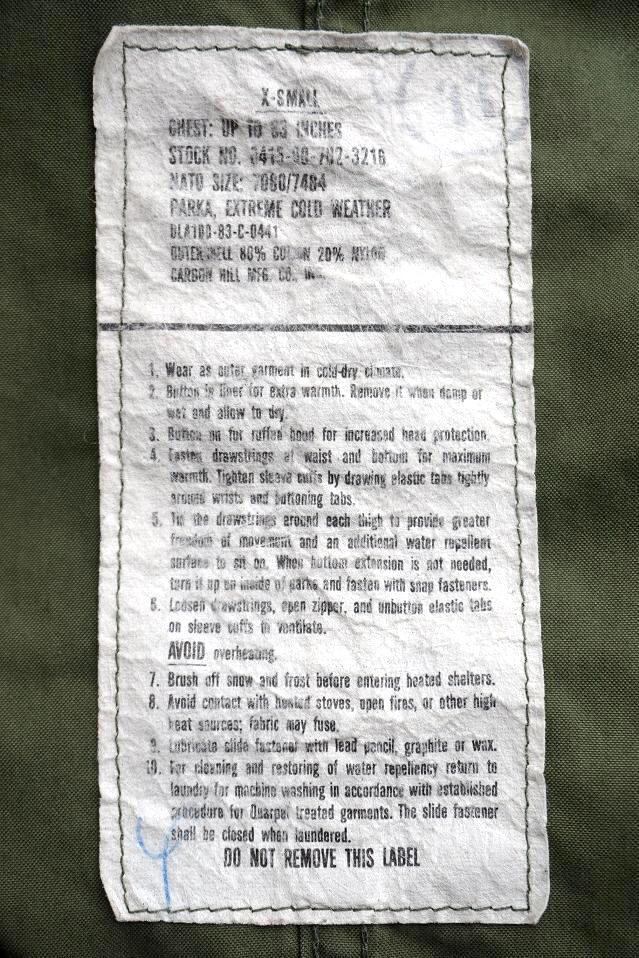 X-SMALL
CHEST: UP TO 33 INCHES
STOCK NO. 8415-00-782-3216
NATO SIZE: 7080/7484
PARKA, EXTREME COLD WEATHER
DLA100-83-C-0441
OUTER SHELL 80% COTTON 20% NYLON
CARBON HILL MFG. CO.,
1. Wear as outer garment in cold-dry climate.
2. Button in liner for extra warmth. Remove it when damp or
wet and allow to dry.
3. Button on fur ruffed hood for increased head protection.
4. Fasten drawstrings at waist and bottom for maximum
warmth. Tighten sleeve cuffs by drawing elastic tabs tightly
around wrists and buttoning tabs.
5. Tie the drawstrings around each thigh to provide greater
freedom of movement and an additional water repellent
surface to sit on. When bottom extension is not needed,
turn it up on inside of parka and fasten with snap fasteners.
6. Loosen drawstrings, open zipper, and unbutton elastic tabs
on sleeve cuffs to ventilate.
AVOID overheating.
7. Brush off snow and frost before entering heated shelters.
8. Avoid contact with heated stoves, open fires, or other high
heat sources; fabric may fuse.
9. Lubricate slide fastener with lead pencil, graphite or wax.
10. For cleaning and restoring of water repellency return to
laundry for machine washing in accordance with established
procedure for Quarpel treated garments. The slide fastener
shall be closed when laundered.
DO NOT REMOVE THIS LABEL